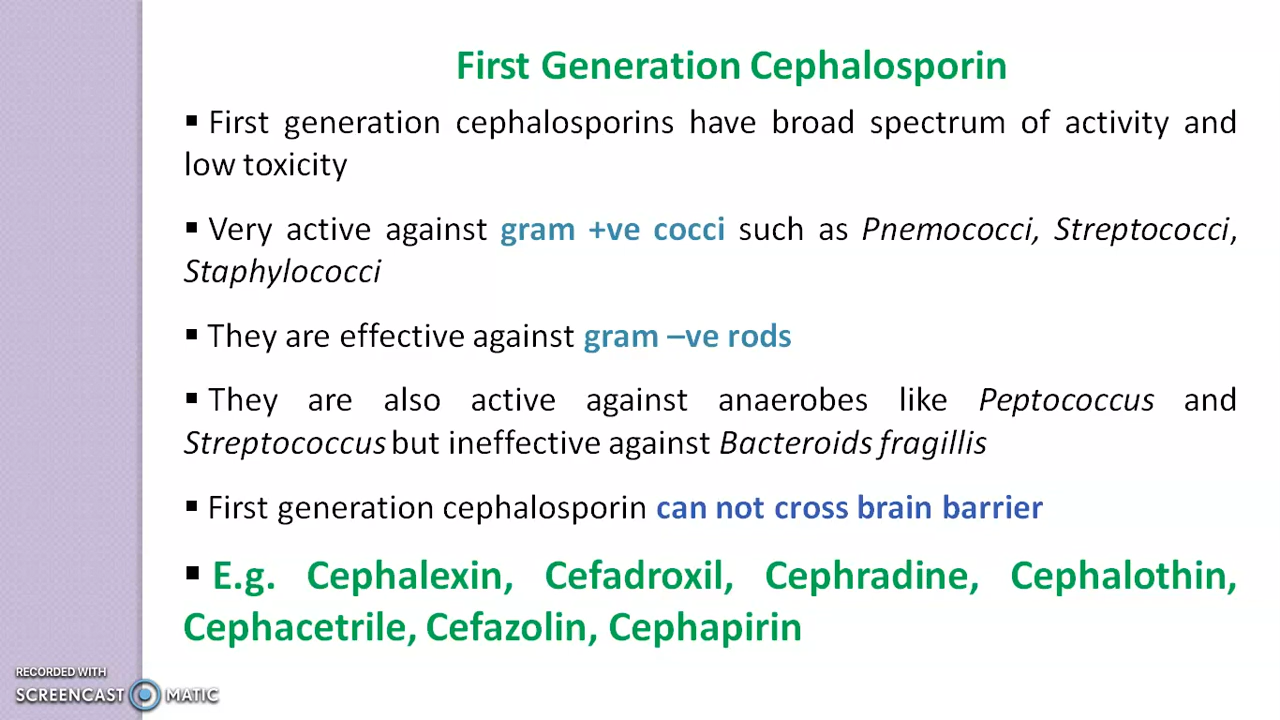 First Generation Cephalosporin
▪ First generation cephalosporins have broad spectrum of activity and
low toxicity
▪ Very active against gram +ve cocci such as Pnemococci, Streptococci,
Staphylococci
▪ They are effective against gram –ve rods
▪ They are also active against anaerobes like Peptococcus and
Streptococcus but ineffective against Bacteroids fragillis
▪ First generation cephalosporin can not cross brain barrier
▪ E.g. Cephalexin, Cefadroxil, Cephradine, Cephalothin,
Cephacetrile, Cefazolin, Cephapirin
RECORDED WITH
SCREENCAST MATIC